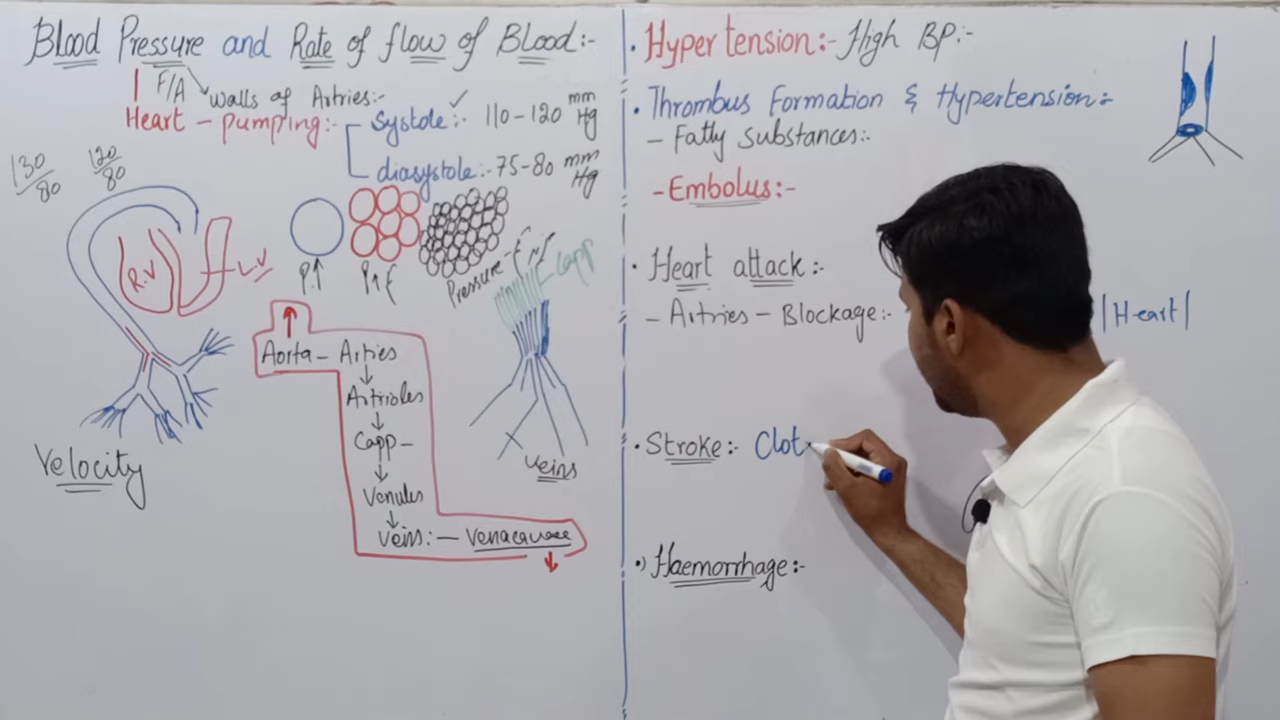 Blood Pressure and Rate of flow of Blood:-
F/A
walls of Artries:-
Heart - pumping:-
Systole:- 110-120 mm Hg
diasystole:- 75-80 mm Hg
130/80
120/80
R.V
L.V
P↑
P↑f
Pressure-
Capp
Aorta - Arties
↓
Artrioles
↓
Capp-
↓
Venules
↓
Veins:- Venacavae
Veins
Velocity
• Hypertension:- High BP:-
• Thrombus Formation & Hypertension:-
- Fatty Substances:-
- Embolus:-
• Heart attack:-
- Artries - Blockage:- |Heart|
• Stroke:- Clot
•) Haemorrhage:-